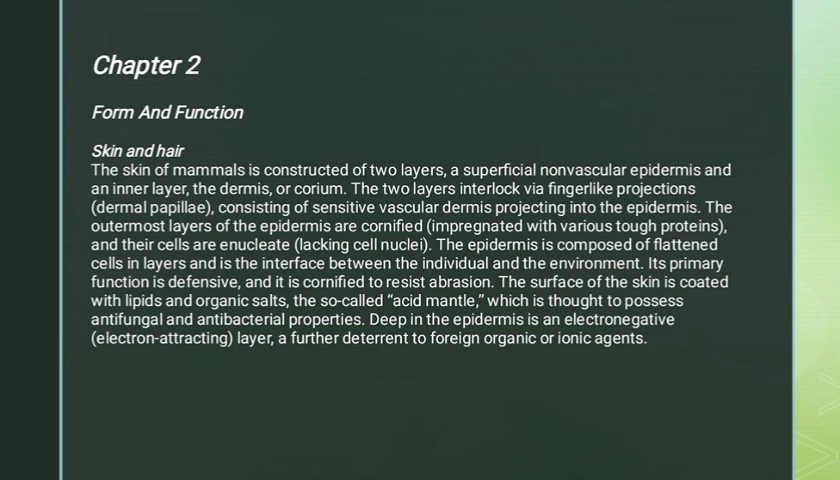 Chapter 2
Form And Function
Skin and hair
The skin of mammals is constructed of two layers, a superficial nonvascular epidermis and
an inner layer, the dermis, or corium. The two layers interlock via fingerlike projections
(dermal papillae), consisting of sensitive vascular dermis projecting into the epidermis. The
outermost layers of the epidermis are cornified (impregnated with various tough proteins),
and their cells are enucleate (lacking cell nuclei). The epidermis is composed of flattened
cells in layers and is the interface between the individual and the environment. Its primary
function is defensive, and it is cornified to resist abrasion. The surface of the skin is coated
with lipids and organic salts, the so-called “acid mantle,” which is thought to possess
antifungal and antibacterial properties. Deep in the epidermis is an electronegative
(electron-attracting) layer, a further deterrent to foreign organic or ionic agents.